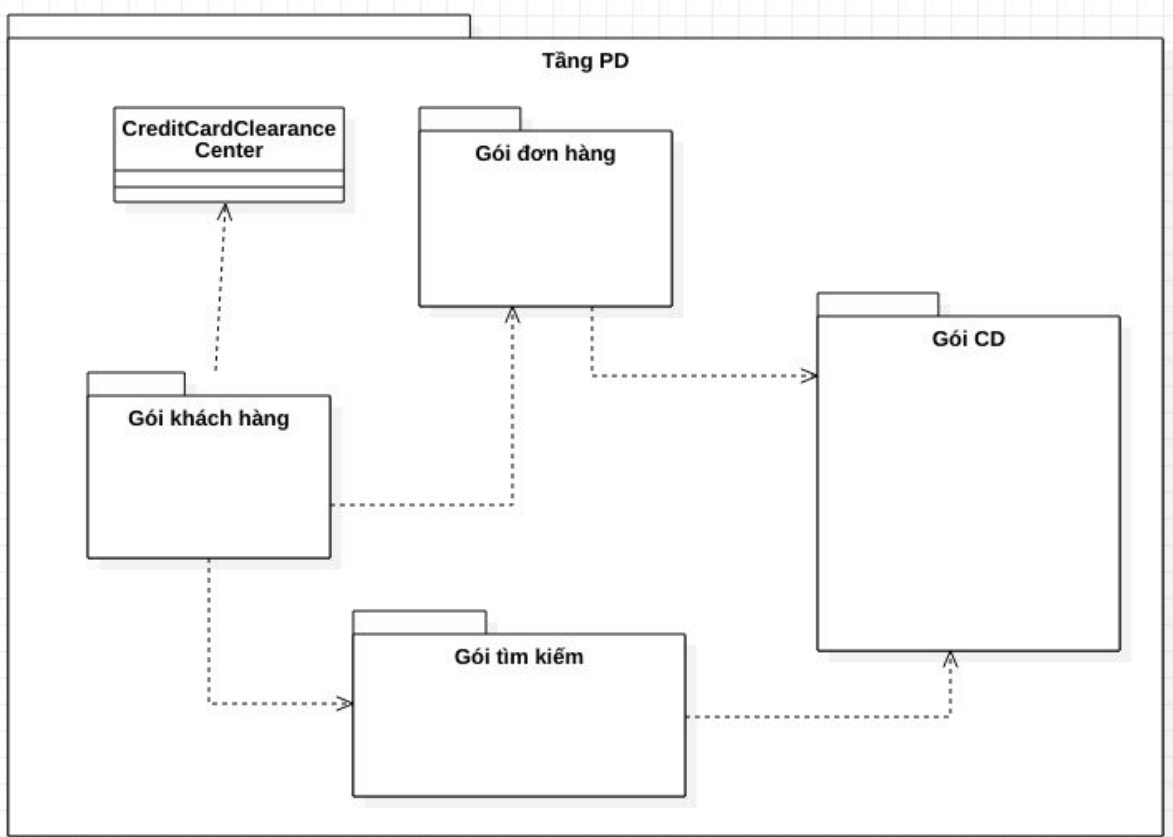 Tầng PD
CreditCardClearance
Center
Gói đơn hàng
Gói CD
Gói khách hàng
Gói tìm kiếm